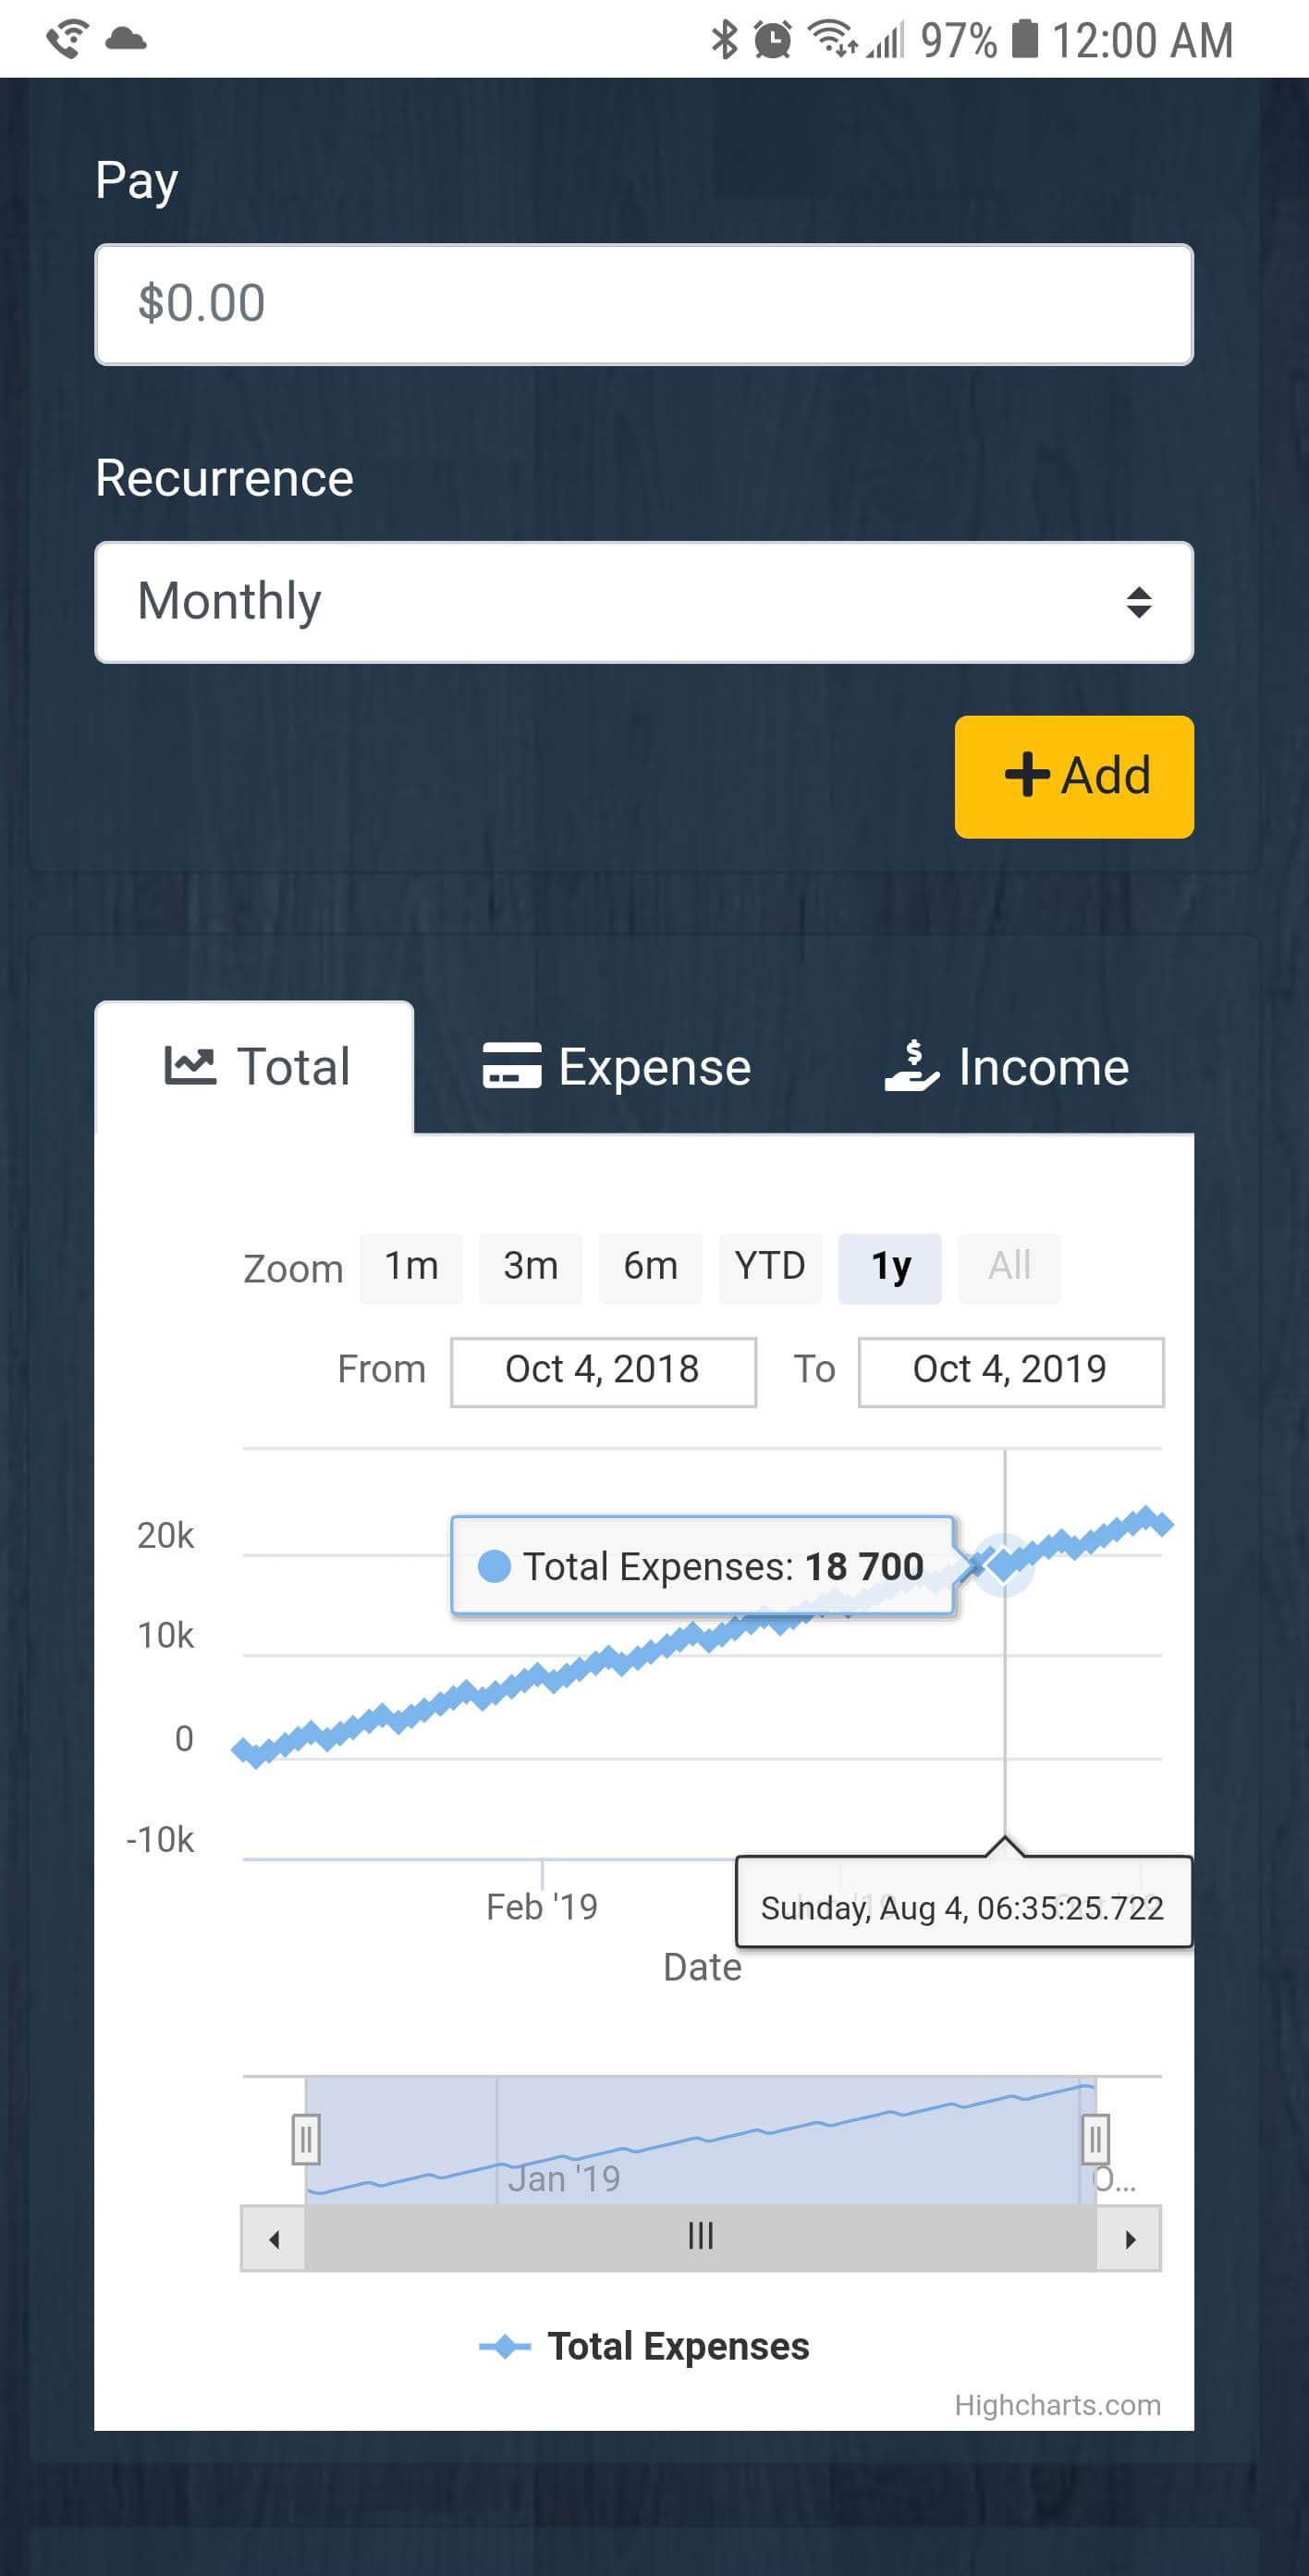 97% 12:00 AM
Pay
$0.00
Recurrence
Monthly
Add
Total Expense Income
Zoom 1m 3m 6m YTD 1y All
From Oct 4, 2018 To Oct 4, 2019
20k
Total Expenses: 18 700
10k
0
-10k
Feb '19
Sunday, Aug 4, 06:35:25.722
Date
Jan '19 O...
Total Expenses
Highcharts.com